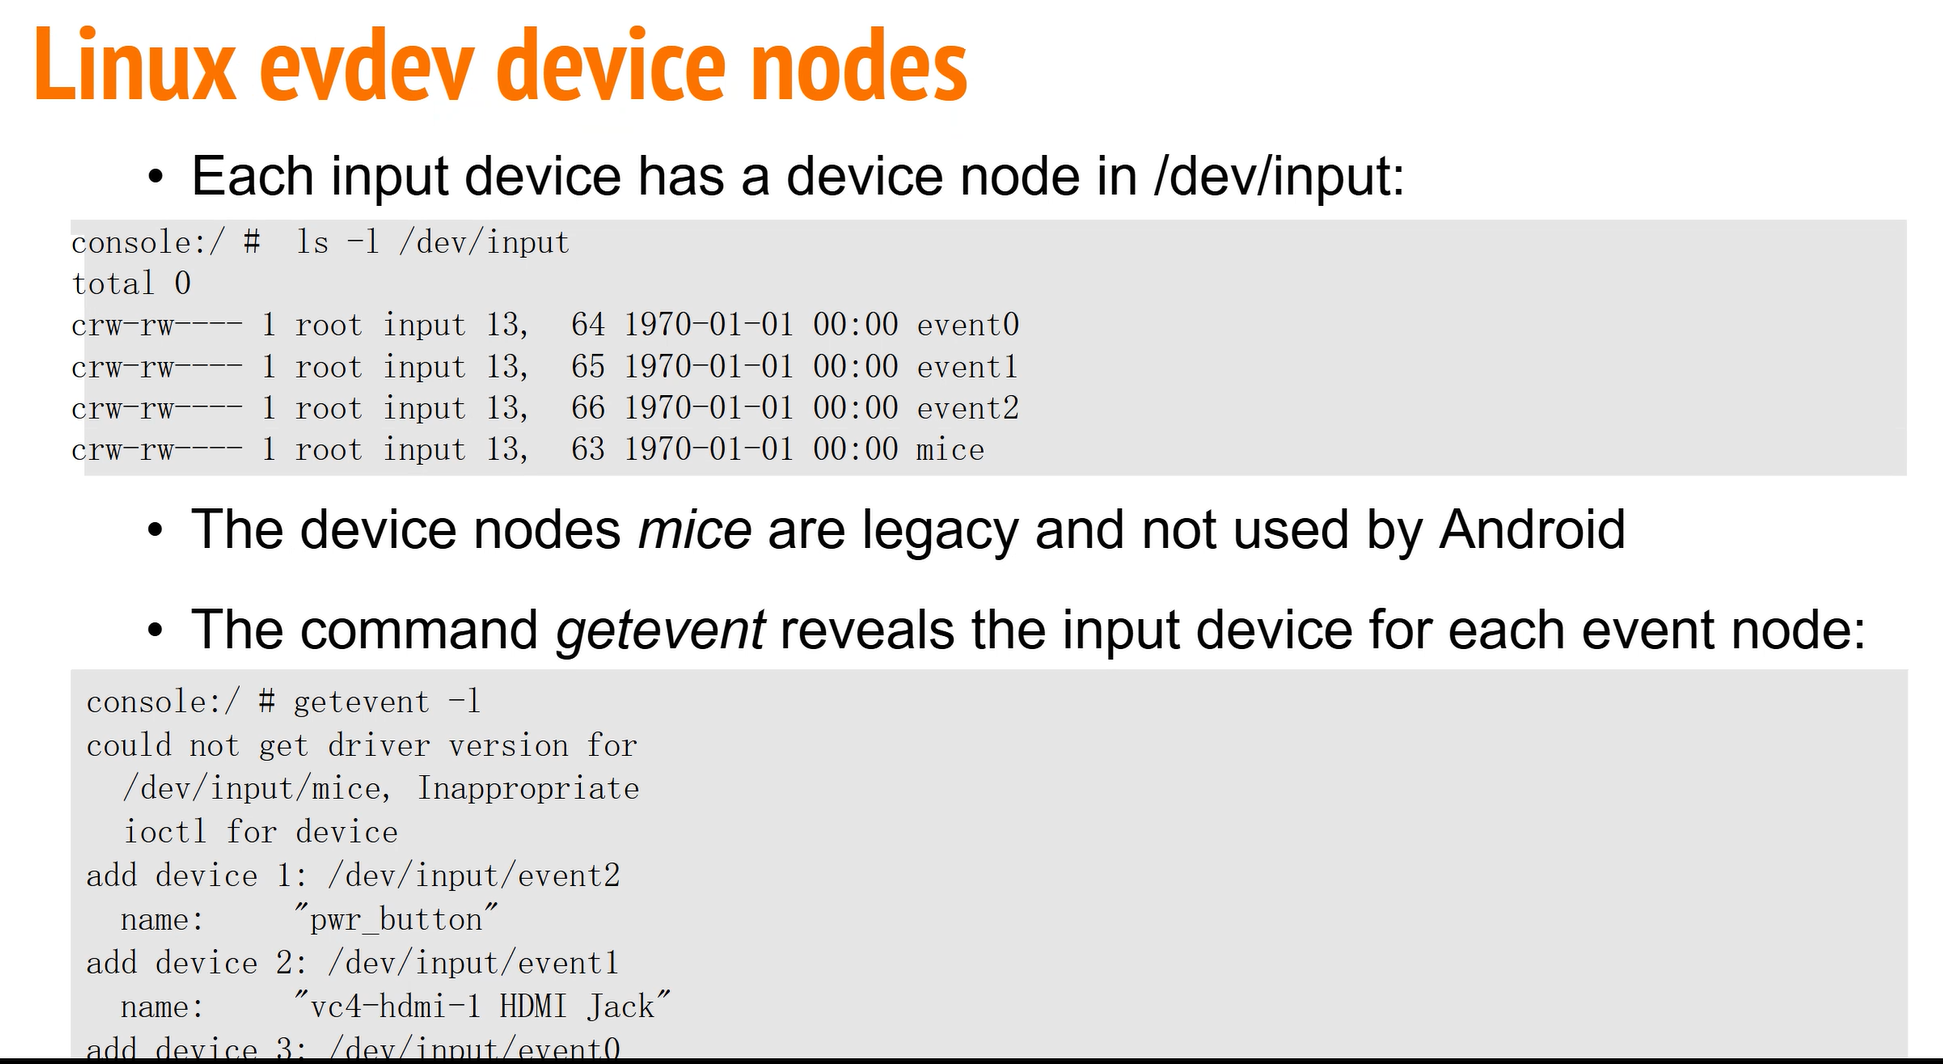 Linux evdev device nodes
• Each input device has a device node in /dev/input:
console:/ #  ls -l /dev/input
total 0
crw-rw---- 1 root input 13,  64 1970-01-01 00:00 event0
crw-rw---- 1 root input 13,  65 1970-01-01 00:00 event1
crw-rw---- 1 root input 13,  66 1970-01-01 00:00 event2
crw-rw---- 1 root input 13,  63 1970-01-01 00:00 mice
• The device nodes mice are legacy and not used by Android
• The command getevent reveals the input device for each event node:
console:/ # getevent -l
could not get driver version for
/dev/input/mice, Inappropriate
ioctl for device
add device 1: /dev/input/event2
name:     "pwr_button"
add device 2: /dev/input/event1
name:     "vc4-hdmi-1 HDMI Jack"
add device 3: /dev/input/event0